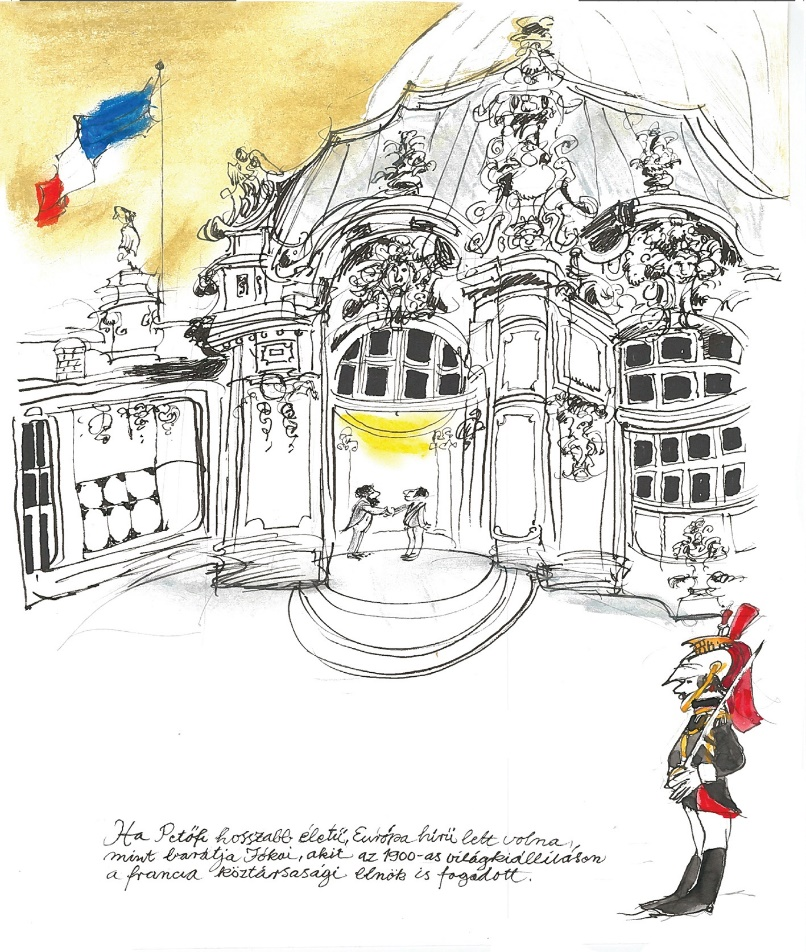 Ha Petőfi hosszabb életű, Európa hírű lett volna,
mint barátja Jókai, akit az 1900-as világkiállításon
a francia köztársasági elnök is fogadott.